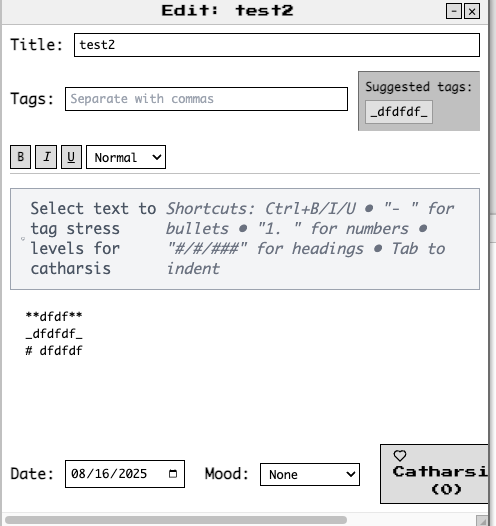 Edit: test2
Title: test2
Tags: Separate with commas
Suggested tags:
_dfdfdf_
B I U Normal
Select text to
tag stress
levels for
catharsis
Shortcuts: Ctrl+B/I/U ● "- " for
bullets ● "1. " for numbers ●
"#/#/###" for headings ● Tab to
indent
**dfdf**
_dfdfdf_
# dfdfdf
Date: 08/16/2025 Mood: None
Catharsi
(0)